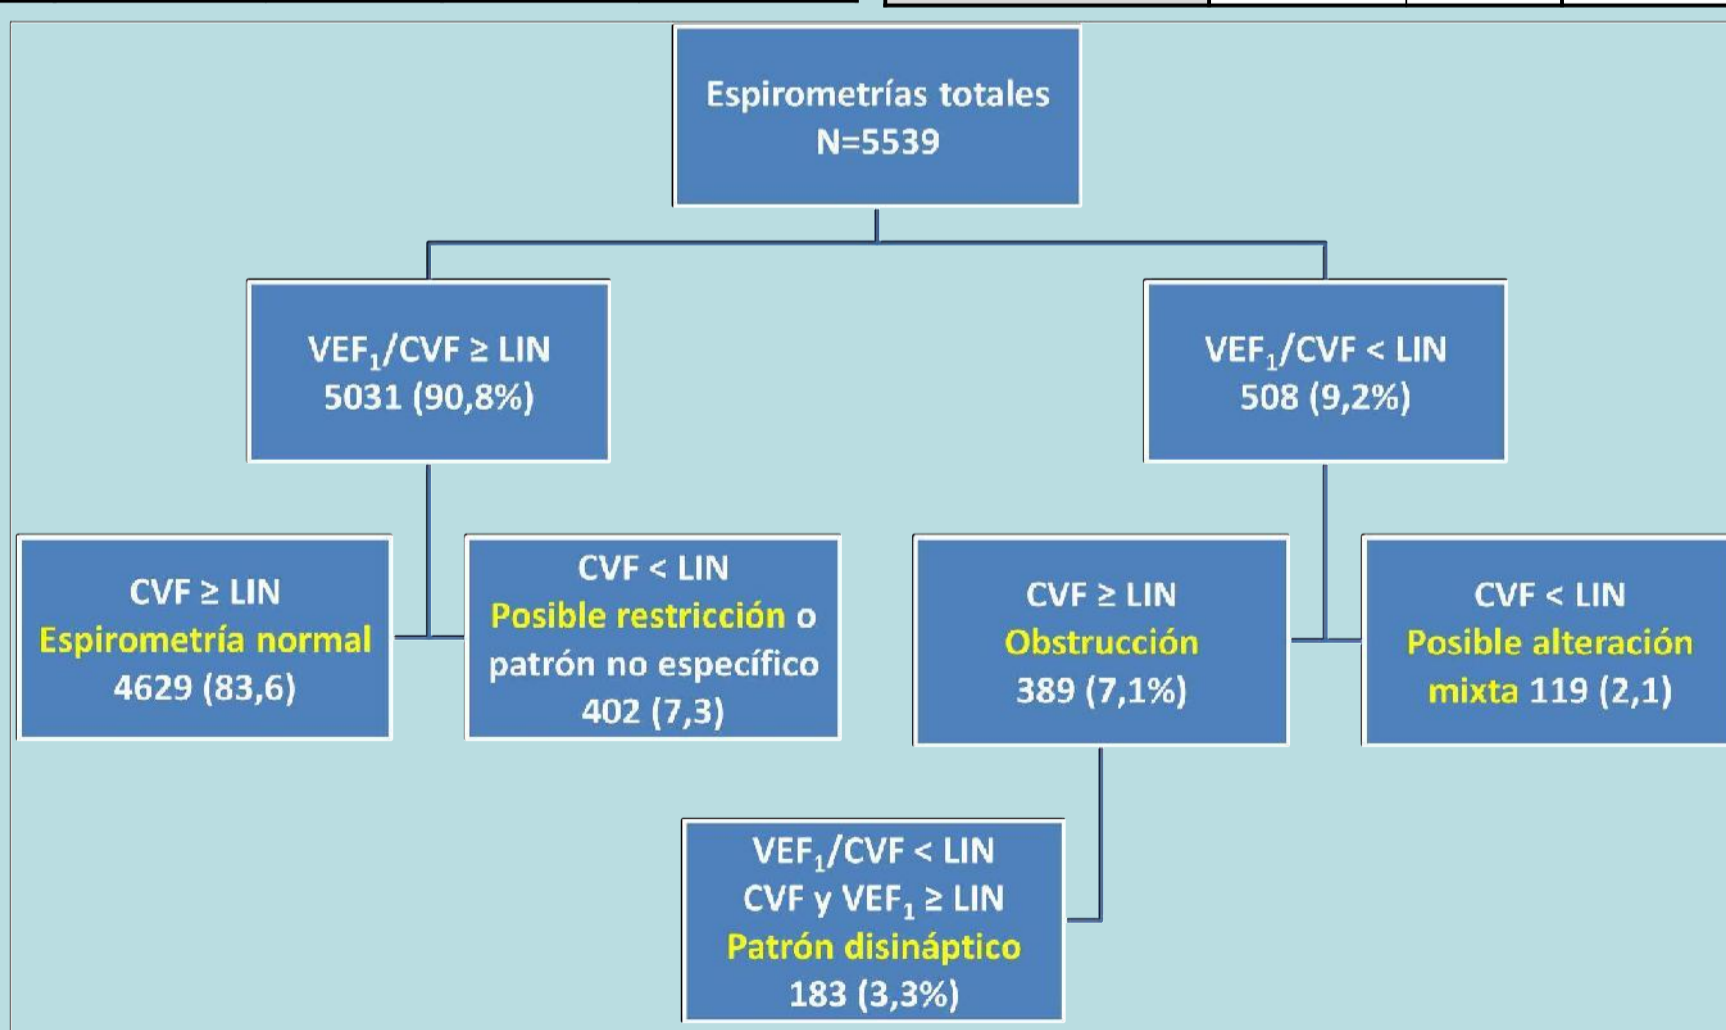 Espirometrías totales
N=5539
VEF₁/CVF ≥ LIN
5031 (90,8%)
VEF₁/CVF < LIN
508 (9,2%)
CVF ≥ LIN
Espirometría normal
4629 (83,6)
CVF < LIN
Posible restricción o
patrón no específico
402 (7,3)
CVF ≥ LIN
Obstrucción
389 (7,1%)
CVF < LIN
Posible alteración
mixta 119 (2,1)
VEF₁/CVF < LIN
CVF y VEF₁ ≥ LIN
Patrón disináptico
183 (3,3%)